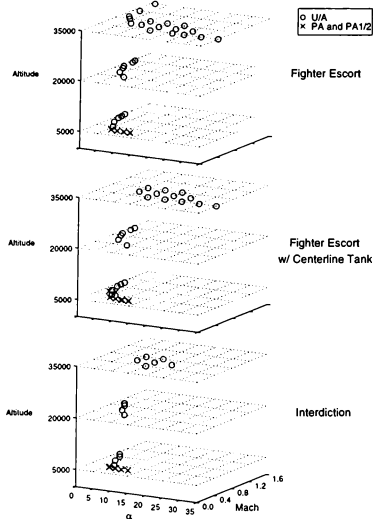 O U/A
× PA and PA1/2
35000
Altitude
20000
5000
Fighter Escort
35000
Altitude
20000
5000
Fighter Escort
w/ Centerline Tank
35000
Altitude
20000
5000
Interdiction
0 5 10 15 20 25 30 35
α
0.0 0.4 0.8 1.2 1.6
Mach